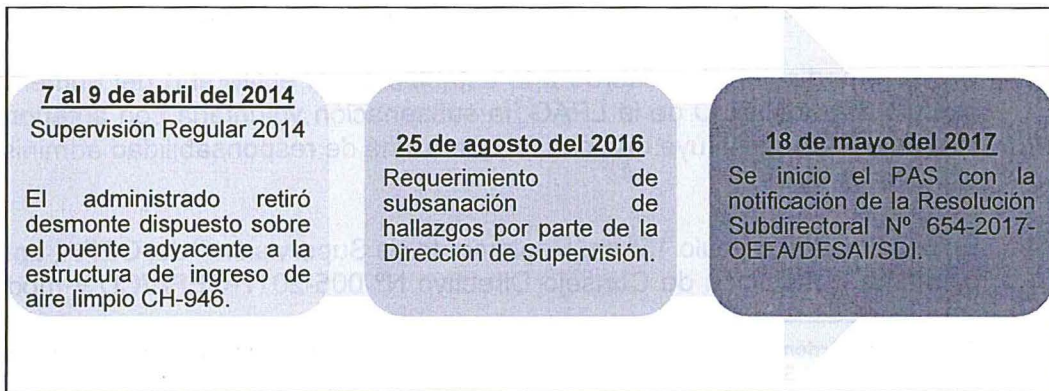 7 al 9 de abril del 2014
Supervisión Regular 2014
El administrado retiró
desmonte dispuesto sobre
el puente adyacente a la
estructura de ingreso de
aire limpio CH-946.
25 de agosto del 2016
Requerimiento de
subsanación de
hallazgos por parte de la
Dirección de Supervisión.
18 de mayo del 2017
Se inicio el PAS con la
notificación de la Resolución
Subdirectoral Nº 654-2017-
OEFA/DFSAI/SDI.